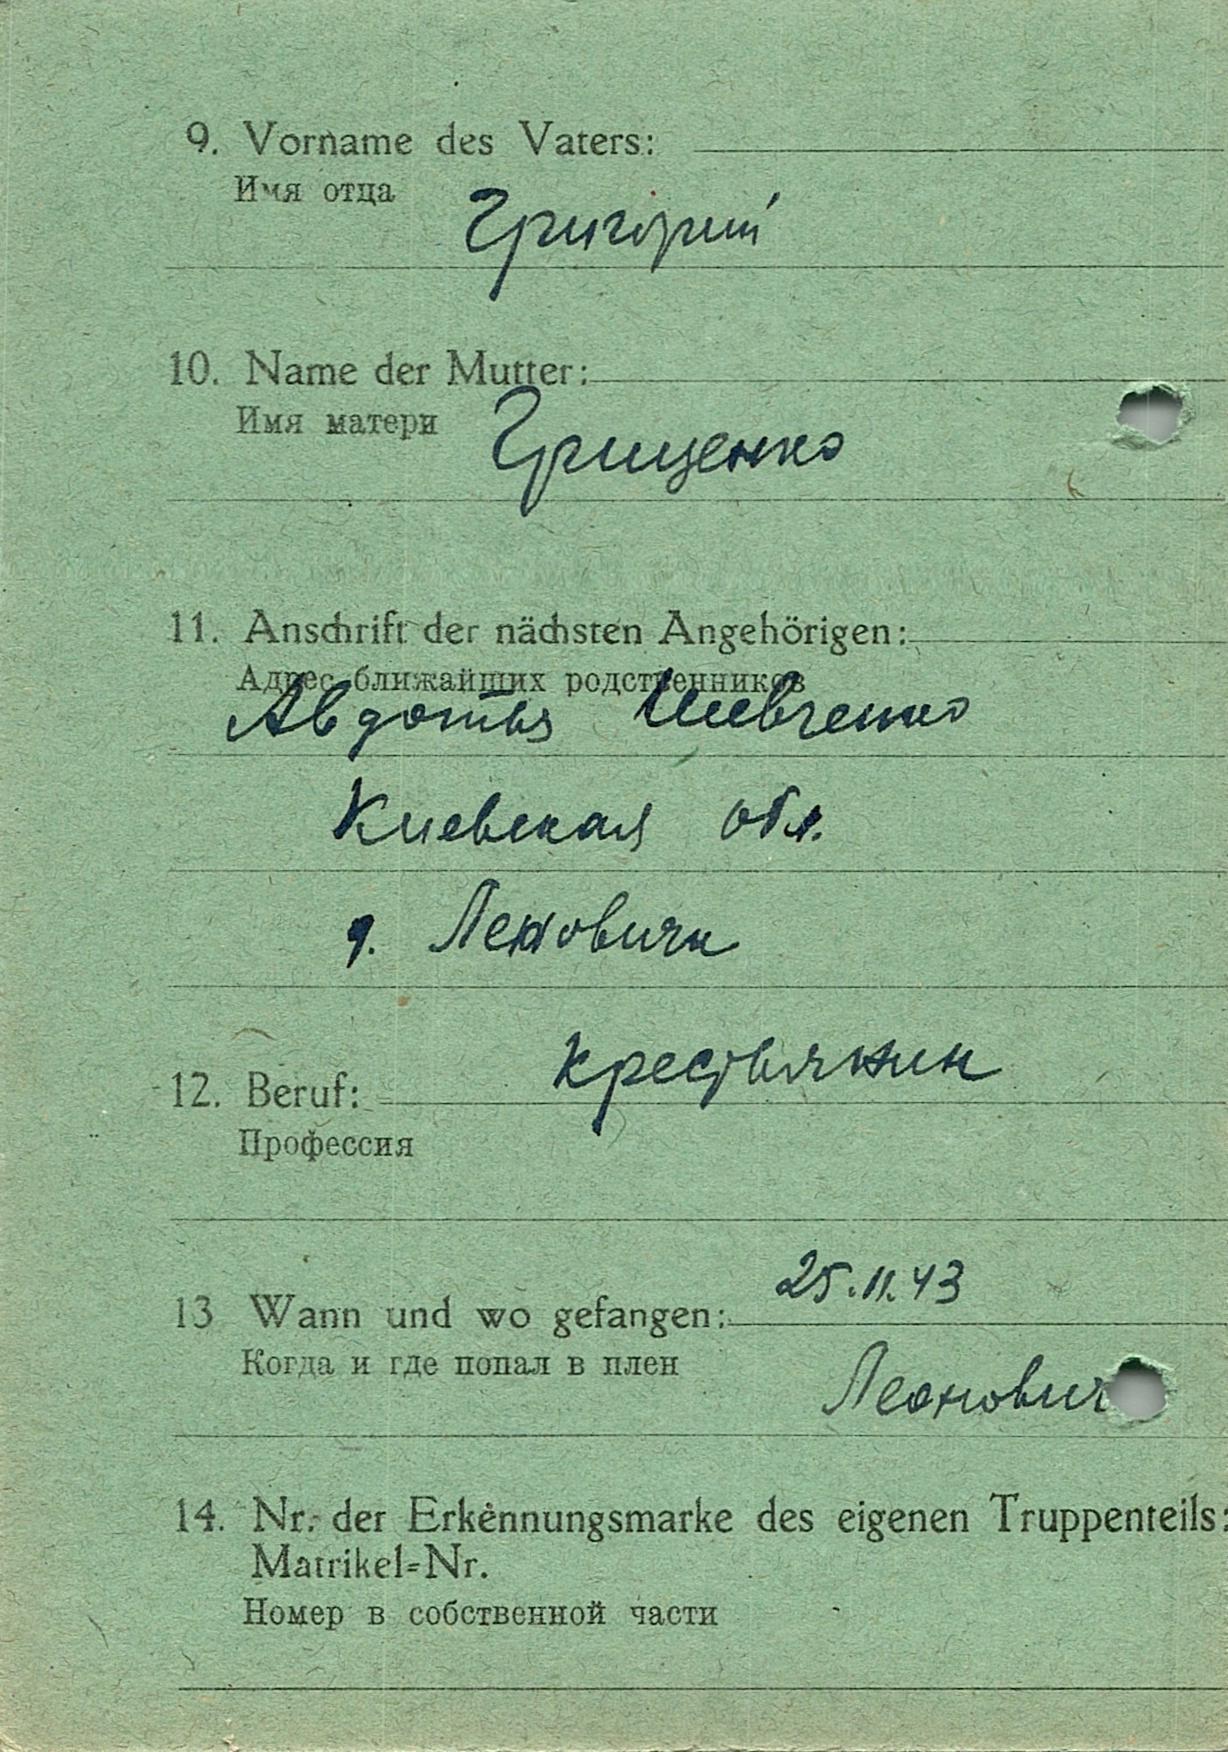 9. Vorname des Vaters:
Имя отца
Григорий
10. Name der Mutter:
Имя матери
Грищенко
11. Anschrift der nächsten Angehörigen:
Адрес ближайших родственников
Авдотья Шевченко
Киевская обл.
д. Леновичи
12. Beruf: крестьянин
Профессия
13 Wann und wo gefangen: 25.11.43
Когда и где попал в плен
14. Nr. der Erkennungsmarke des eigenen Truppenteils:
Matrikel=Nr.
Номер в собственной части